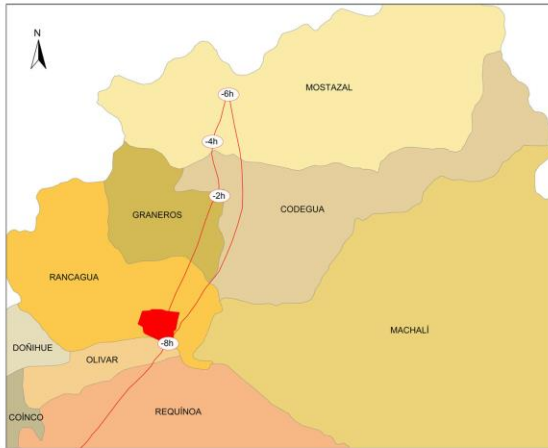 N
-6h
MOSTAZAL
-4h
-2h
GRANEROS
CODEGUA
RANCAGUA
MACHALÍ
DOÑIHUE
-8h
OLIVAR
COÍNCO
REQUÍNOA